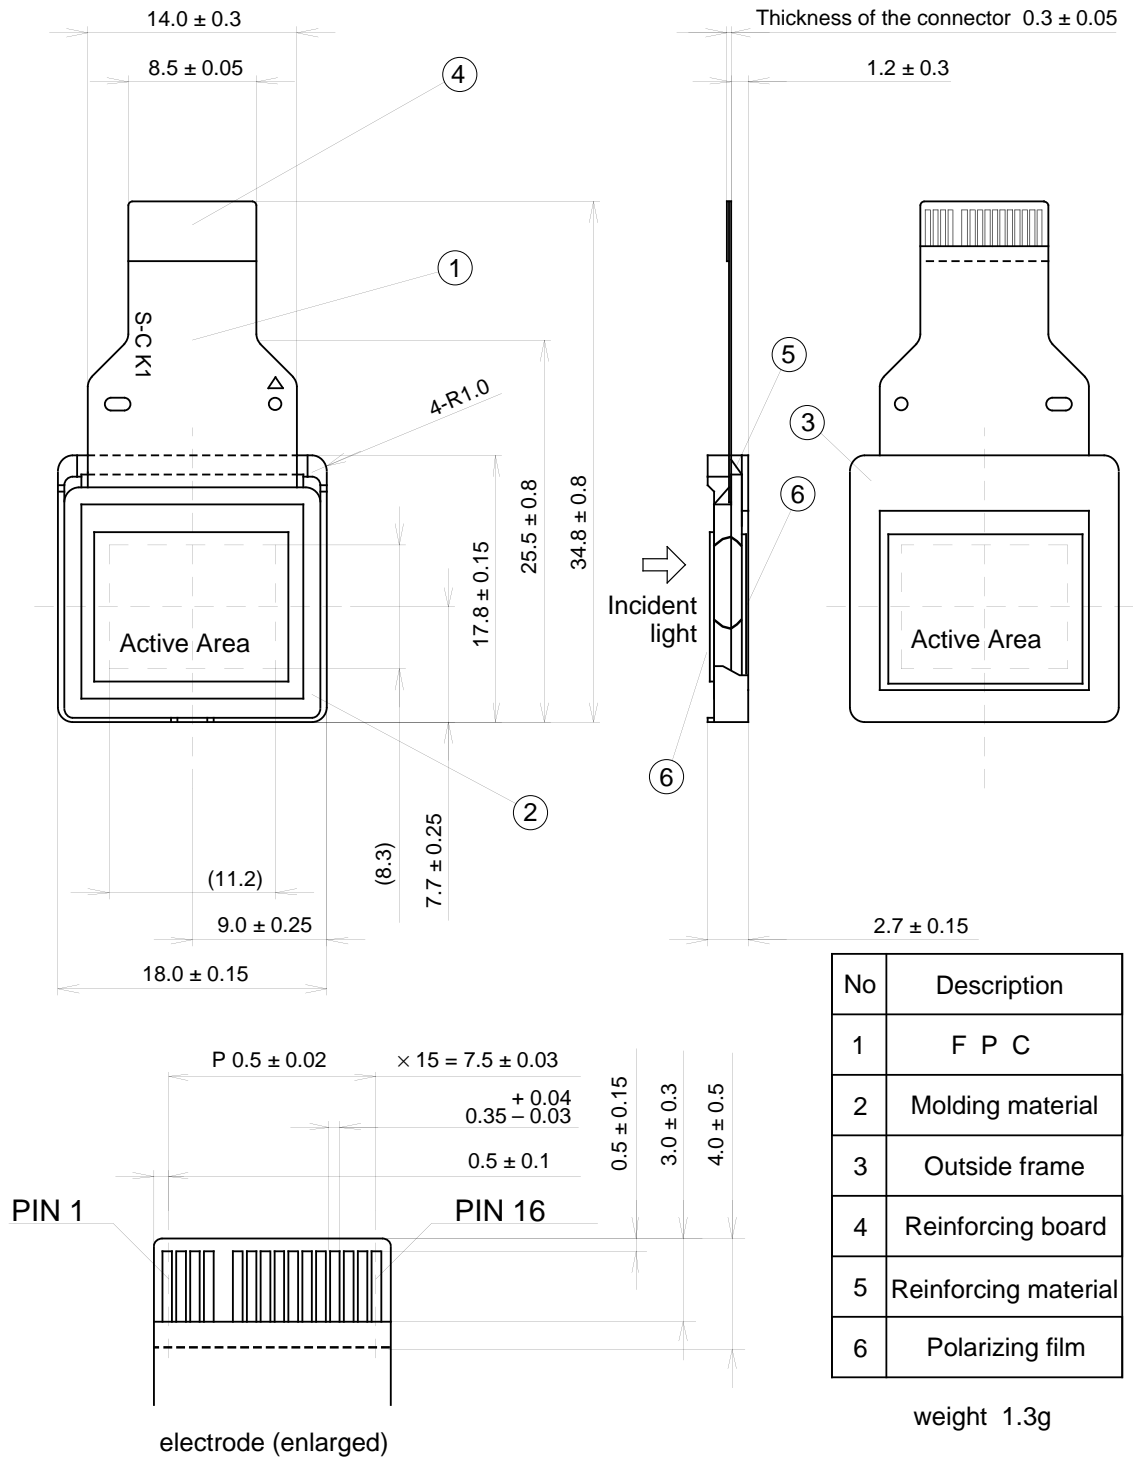 14.0 ± 0.3
Thickness of the connector 0.3 ± 0.05
8.5 ± 0.05
1.2 ± 0.3
4
1
S-C K1
5
4-R1.0
3
6
25.5 ± 0.8
34.8 ± 0.8
17.8 ± 0.15
Incident
light
Active Area
Active Area
6
2
(8.3)
7.7 ± 0.25
(11.2)
9.0 ± 0.25
2.7 ± 0.15
18.0 ± 0.15
No Description
1 F P C
2 Molding material
3 Outside frame
4 Reinforcing board
5 Reinforcing material
6 Polarizing film
weight 1.3g
P 0.5 ± 0.02 × 15 = 7.5 ± 0.03
+ 0.04
0.35 – 0.03
0.5 ± 0.1
0.5 ± 0.15
3.0 ± 0.3
4.0 ± 0.5
PIN 1
PIN 16
electrode (enlarged)